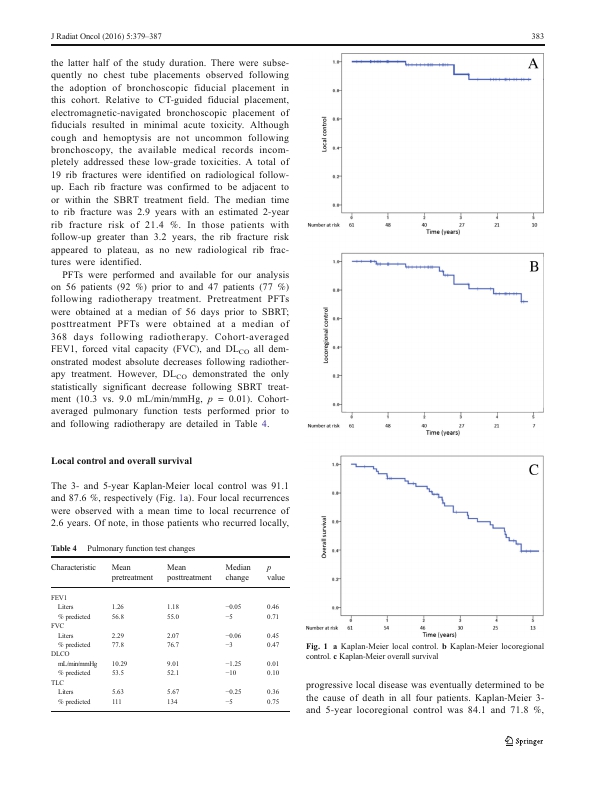 J Radiat Oncol (2016) 5:379–387
383
the latter half of the study duration. There were subse-
quently no chest tube placements observed following
the adoption of bronchoscopic fiducial placement in
this cohort. Relative to CT-guided fiducial placement,
electromagnetic-navigated bronchoscopic placement of
fiducials resulted in minimal acute toxicity. Although
cough and hemoptysis are not uncommon following
bronchoscopy, the available medical records incom-
pletely addressed these low-grade toxicities. A total of
19 rib fractures were identified on radiological follow-
up. Each rib fracture was confirmed to be adjacent to
or within the SBRT treatment field. The median time
to rib fracture was 2.9 years with an estimated 2-year
rib fracture risk of 21.4 %. In those patients with
follow-up greater than 3.2 years, the rib fracture risk
appeared to plateau, as no new radiological rib frac-
tures were identified.
PFTs were performed and available for our analysis
on 56 patients (92 %) prior to and 47 patients (77 %)
following radiotherapy treatment. Pretreatment PFTs
were obtained at a median of 56 days prior to SBRT;
posttreatment PFTs were obtained at a median of
368 days following radiotherapy. Cohort-averaged
FEV1, forced vital capacity (FVC), and DLCO all dem-
onstrated modest absolute decreases following radiother-
apy treatment. However, DLCO demonstrated the only
statistically significant decrease following SBRT treat-
ment (10.3 vs. 9.0 mL/min/mmHg, p = 0.01). Cohort-
averaged pulmonary function tests performed prior to
and following radiotherapy are detailed in Table 4.
Local control and overall survival
The 3- and 5-year Kaplan-Meier local control was 91.1
and 87.6 %, respectively (Fig. 1a). Four local recurrences
were observed with a mean time to local recurrence of
2.6 years. Of note, in those patients who recurred locally,
Table 4 Pulmonary function test changes
Characteristic Mean pretreatment Mean posttreatment Median change p value
FEV1
Liters 1.26 1.18 −0.05 0.46
% predicted 56.8 55.0 −5 0.71
FVC
Liters 2.29 2.07 −0.06 0.45
% predicted 77.8 76.7 −3 0.47
DLCO
mL/min/mmHg 10.29 9.01 −1.25 0.01
% predicted 53.5 52.1 −10 0.10
TLC
Liters 5.63 5.67 −0.25 0.36
% predicted 111 134 −5 0.75
A
Local control
1.0
0.8
0.6
0.4
0.2
0.0
0 1 2 3 4 5
Number at risk 61 48 40 27 21 10
Time (years)
B
Locoregional control
1.0
0.8
0.6
0.4
0.2
0.0
0 1 2 3 4 5
Number at risk 61 48 40 27 21 7
Time (years)
C
Overall survival
1.0
0.8
0.6
0.4
0.2
0.0
0 1 2 3 4 5
Number at risk 61 54 46 30 25 13
Time (years)
Fig. 1 a Kaplan-Meier local control. b Kaplan-Meier locoregional
control. c Kaplan-Meier overall survival
progressive local disease was eventually determined to be
the cause of death in all four patients. Kaplan-Meier 3-
and 5-year locoregional control was 84.1 and 71.8 %,
Springer